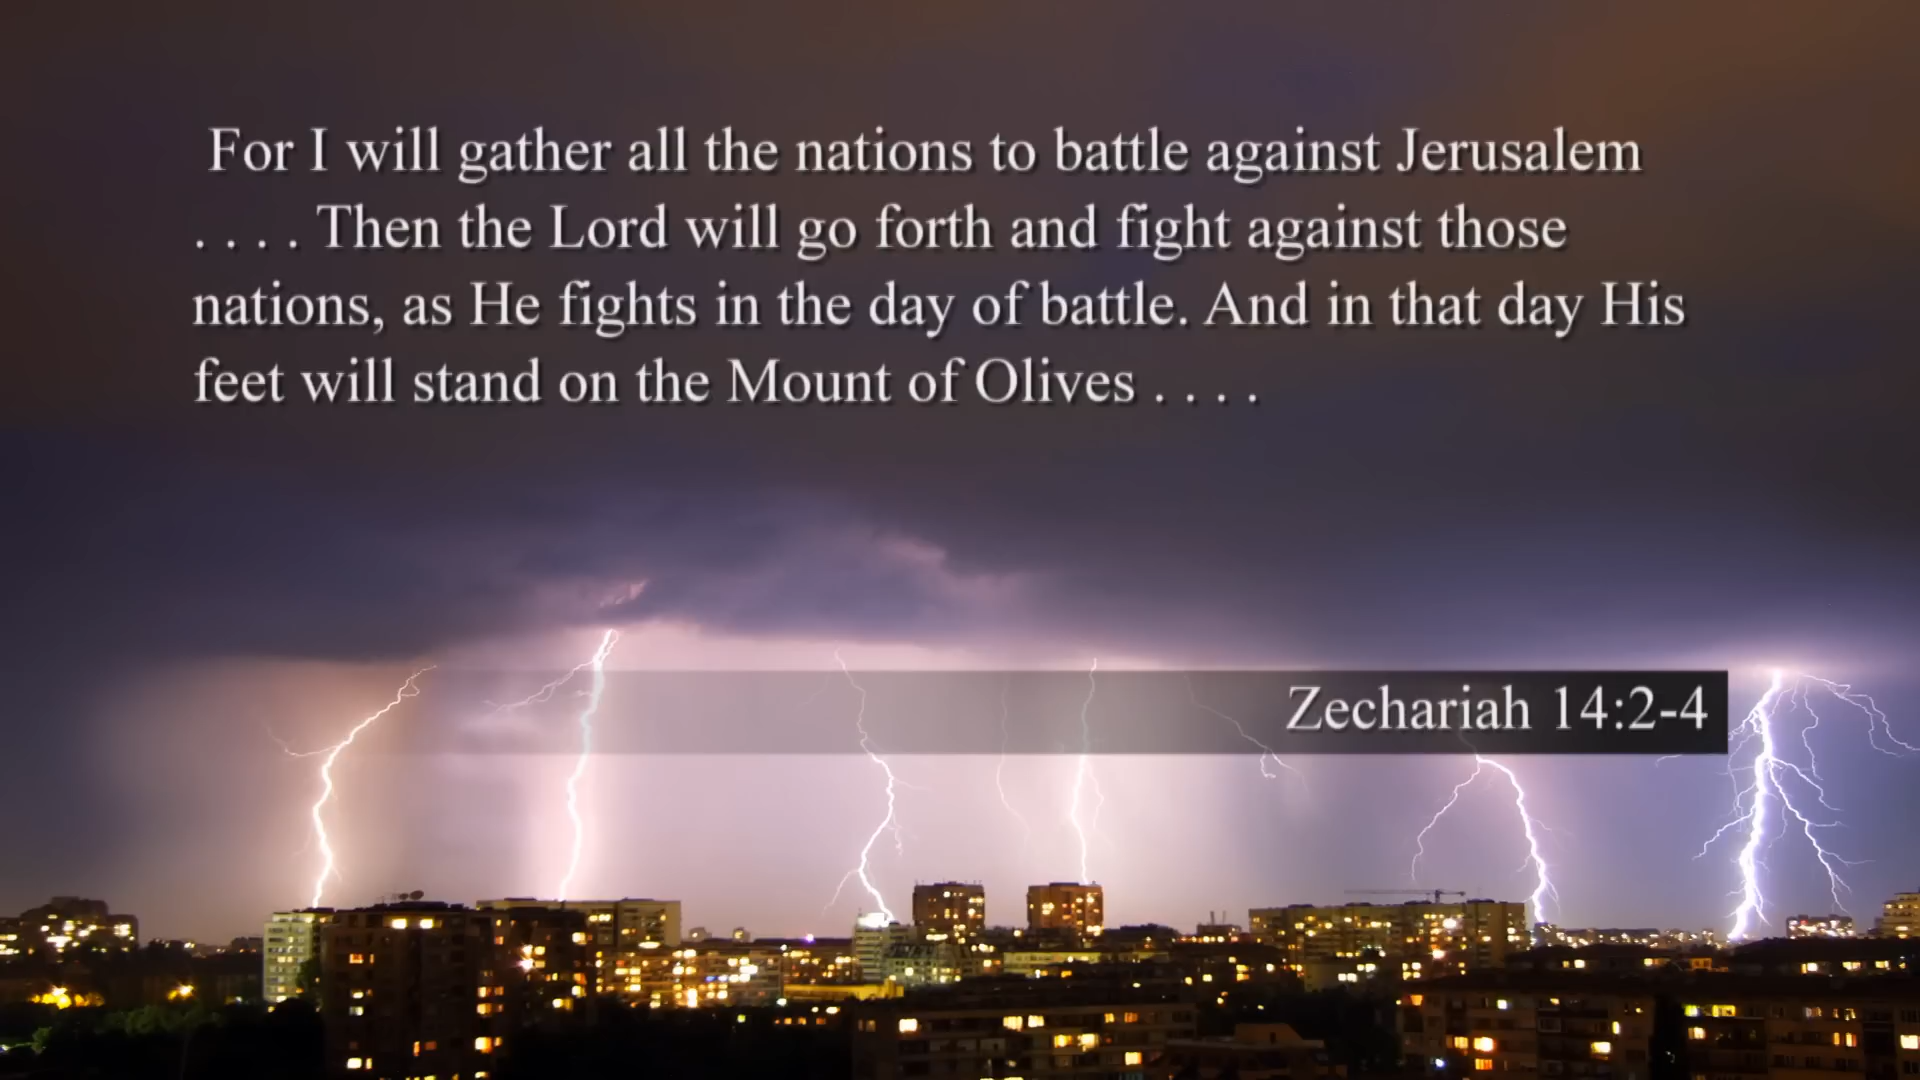 For I will gather all the nations to battle against Jerusalem
. . . . Then the Lord will go forth and fight against those
nations, as He fights in the day of battle. And in that day His
feet will stand on the Mount of Olives . . . .
Zechariah 14:2-4